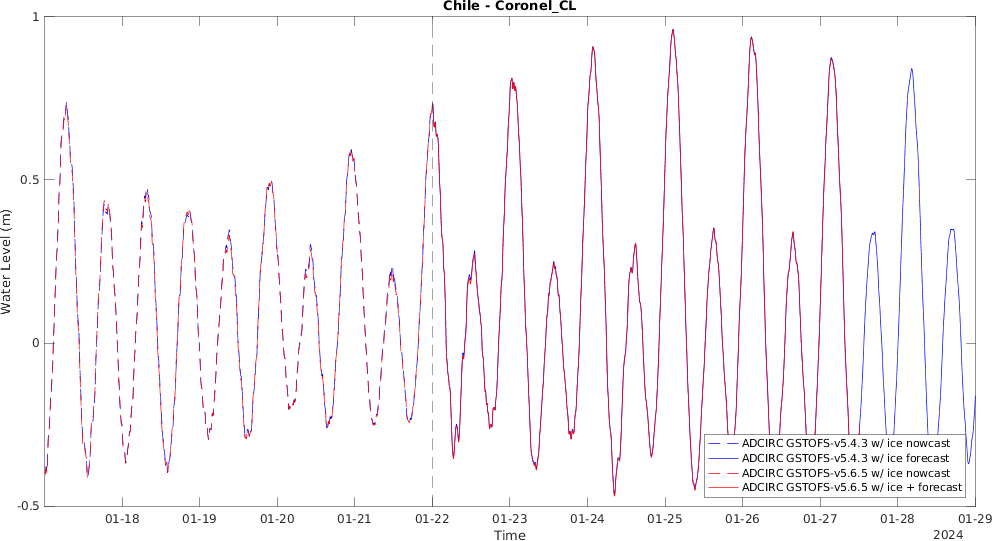 Chile - Coronel_CL
1
0.5
0
-0.5
Water Level (m)
ADCIRC GSTOFS-v5.4.3 w/ ice nowcast
ADCIRC GSTOFS-v5.4.3 w/ ice forecast
ADCIRC GSTOFS-v5.6.5 w/ ice nowcast
ADCIRC GSTOFS-v5.6.5 w/ ice + forecast
01-18 01-19 01-20 01-21 01-22 01-23 01-24 01-25 01-26 01-27 01-28 01-29
Time
2024